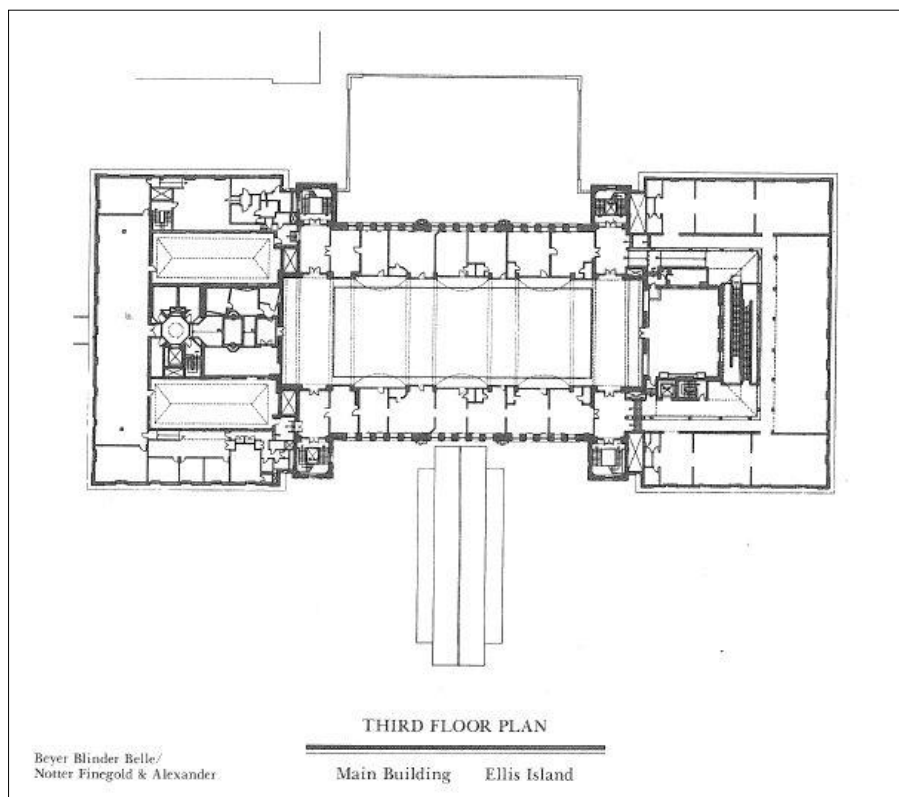 THIRD FLOOR PLAN
Beyer Blinder Belle/
Notter Finegold & Alexander
Main Building Ellis Island